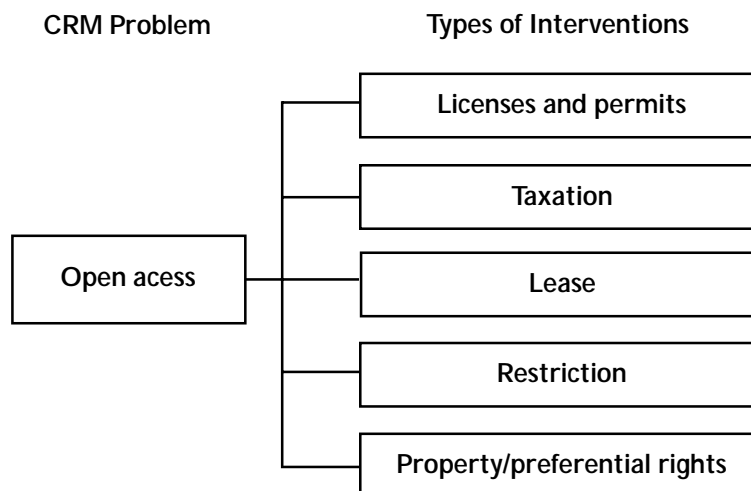 CRM Problem
Types of Interventions
Licenses and permits
Taxation
Open acess
Lease
Restriction
Property/preferential rights